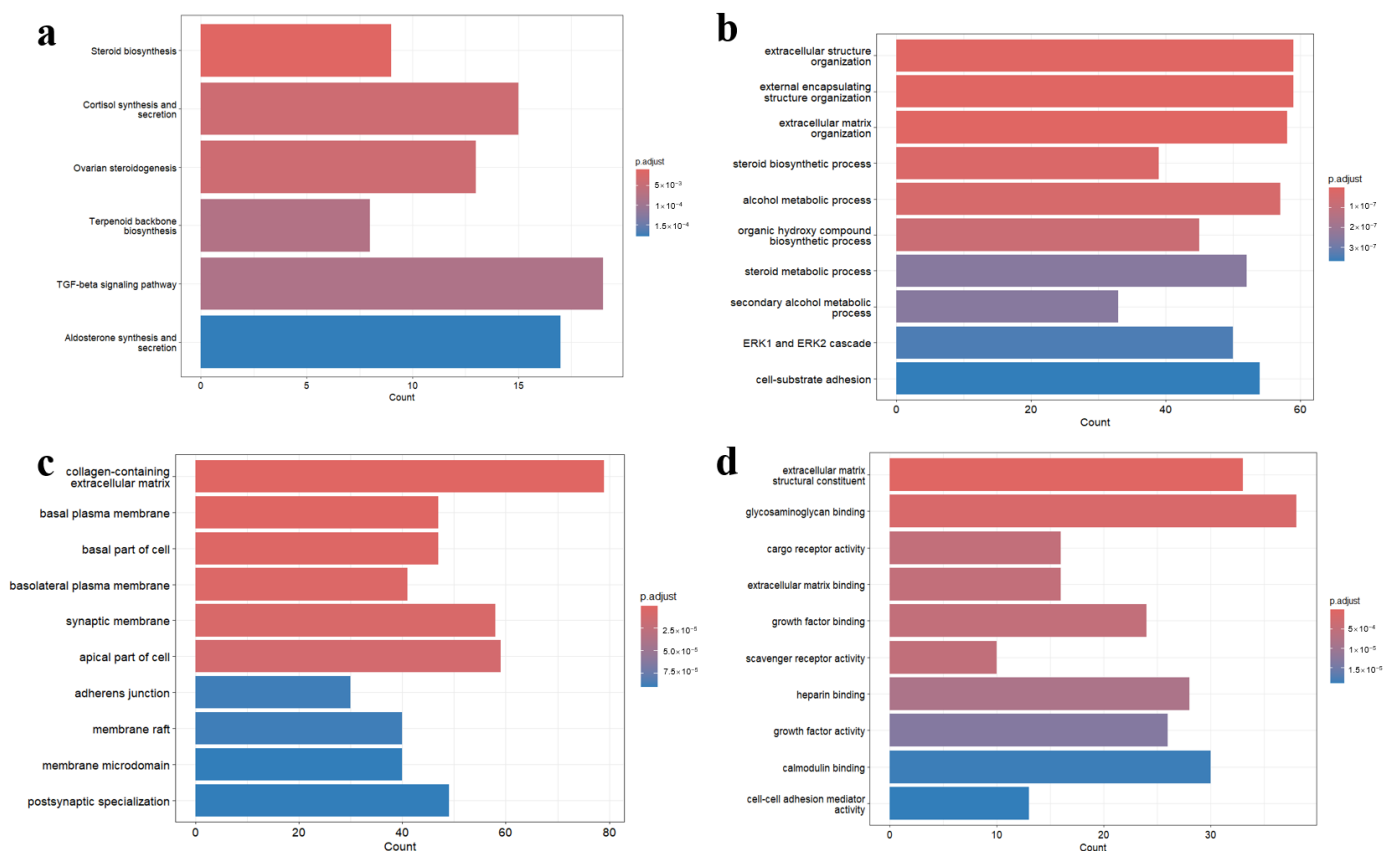 a
Steroid biosynthesis
Cortisol synthesis and
secretion
Ovarian steroidogenesis
Terpenoid backbone
biosynthesis
TGF-beta signaling pathway
Aldosterone synthesis and
secretion
0 5 10 15
Count
p.adjust
5×10⁻³
1×10⁻⁴
1.5×10⁻⁴
b
extracellular structure
organization
external encapsulating
structure organization
extracellular matrix
organization
steroid biosynthetic process
alcohol metabolic process
organic hydroxy compound
biosynthetic process
steroid metabolic process
secondary alcohol metabolic
process
ERK1 and ERK2 cascade
cell-substrate adhesion
0 20 40 60
Count
p.adjust
1×10⁻⁷
2×10⁻⁷
3×10⁻⁷
c
collagen-containing
extracellular matrix
basal plasma membrane
basal part of cell
basolateral plasma membrane
synaptic membrane
apical part of cell
adherens junction
membrane raft
membrane microdomain
postsynaptic specialization
0 20 40 60 80
Count
p.adjust
2.5×10⁻⁵
5.0×10⁻⁵
7.5×10⁻⁵
d
extracellular matrix
structural constituent
glycosaminoglycan binding
cargo receptor activity
extracellular matrix binding
growth factor binding
scavenger receptor activity
heparin binding
growth factor activity
calmodulin binding
cell-cell adhesion mediator
activity
0 10 20 30
Count
p.adjust
5×10⁻⁶
1×10⁻⁵
1.5×10⁻⁵